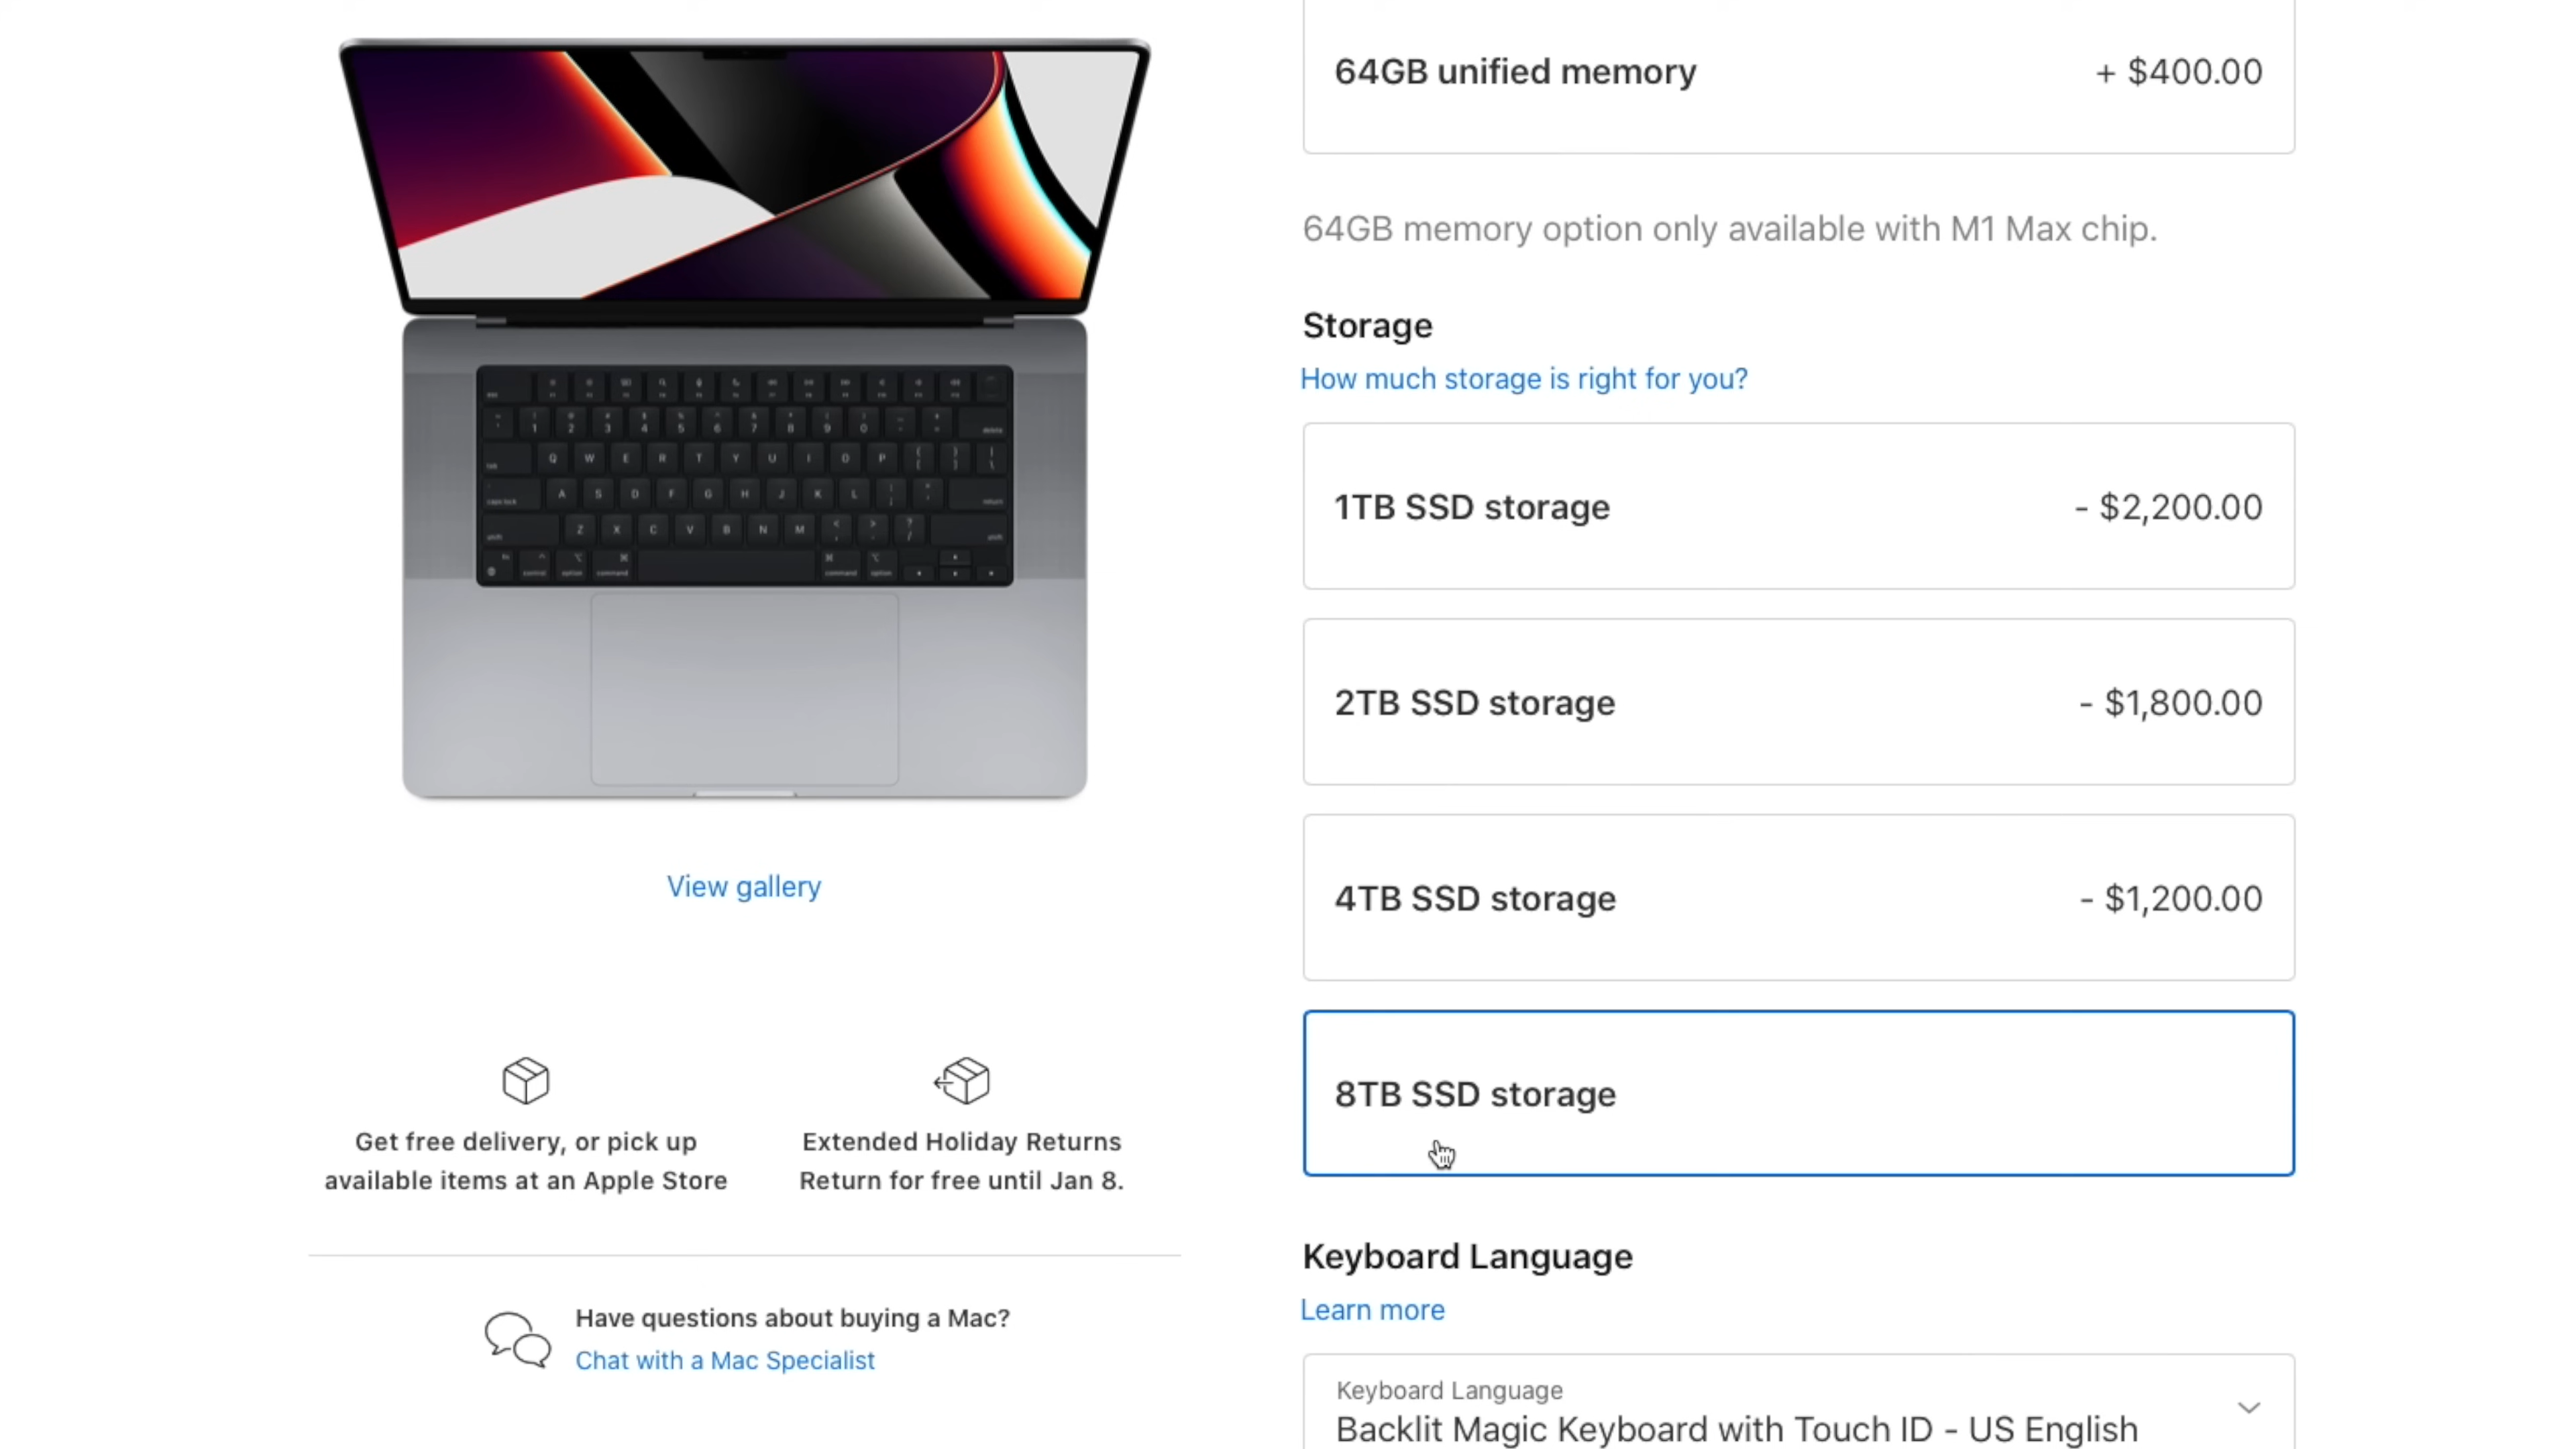 64GB unified memory
+ $400.00
64GB memory option only available with M1 Max chip.
Storage
How much storage is right for you?
1TB SSD storage
- $2,200.00
2TB SSD storage
- $1,800.00
4TB SSD storage
- $1,200.00
8TB SSD storage
Keyboard Language
Learn more
Keyboard Language
Backlit Magic Keyboard with Touch ID - US English
View gallery
Get free delivery, or pick up
available items at an Apple Store
Extended Holiday Returns
Return for free until Jan 8.
Have questions about buying a Mac?
Chat with a Mac Specialist